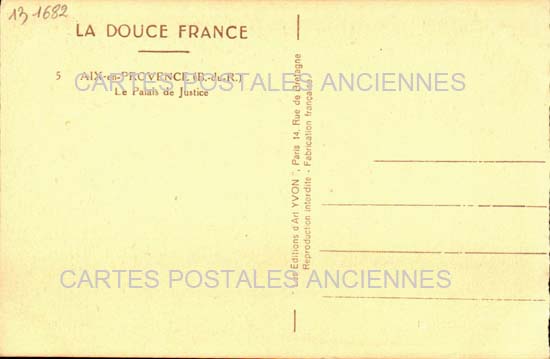 13-1682
LA DOUCE FRANCE
5 AIX-en-PROVENCE (B.-du-R.)
Le Palais de Justice
CARTES POSTALES ANCIENNES
"Les Editions d'Art YVON", Paris 14, Rue de Bretagne
Reproduction interdite - Fabrication française
CARTES POSTALES ANCIENNES